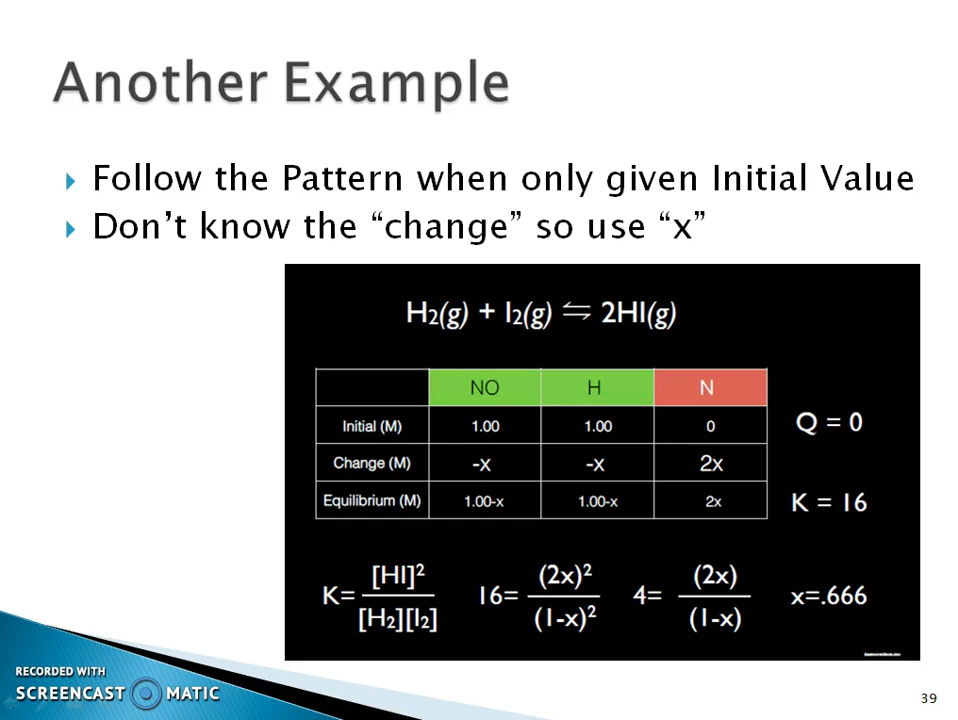 Another Example
Follow the Pattern when only given Initial Value
Don't know the “change” so use “x”
H₂(g) + I₂(g) ⇌ 2HI(g)
NO H N
Initial (M) 1.00 1.00 0
Change (M) -x -x 2x
Equilibrium (M) 1.00-x 1.00-x 2x
Q = 0
K = 16
K= [HI]² / [H₂][I₂]
16= (2x)² / (1-x)²
4= (2x) / (1-x)
x=.666
RECORDED WITH
SCREENCAST MATIC
39